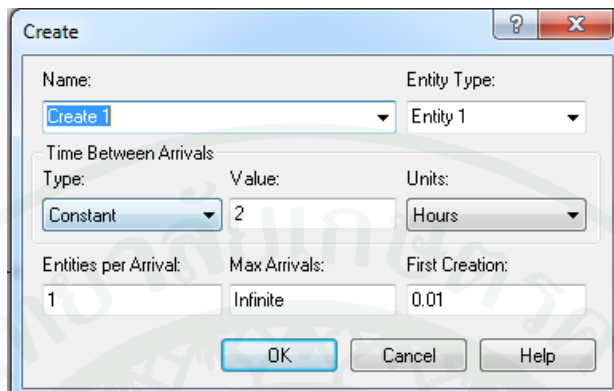 Create
Name: Entity Type:
Create 1 Entity 1
Time Between Arrivals
Type: Value: Units:
Constant 2 Hours
Entities per Arrival: Max Arrivals: First Creation:
1 Infinite 0.01
OK Cancel Help